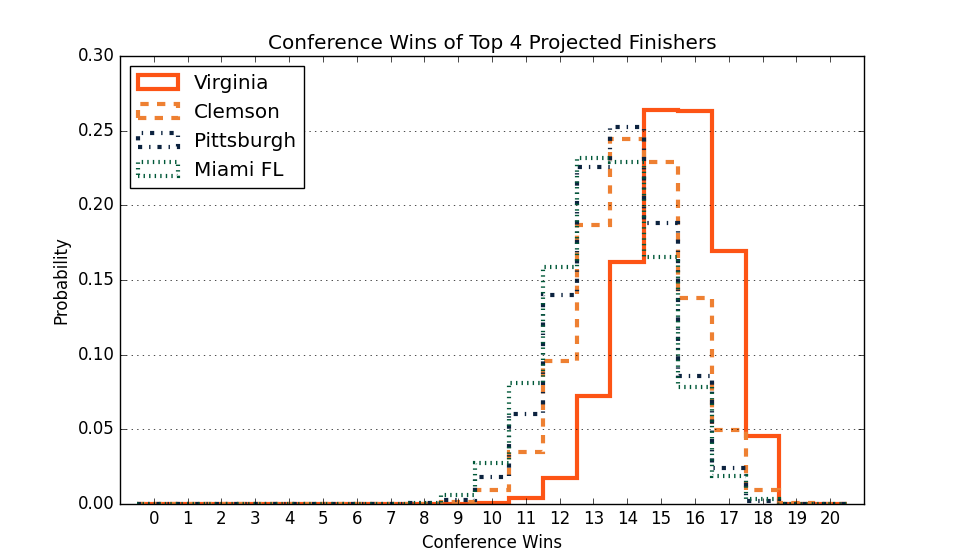 Conference Wins of Top 4 Projected Finishers
0.30
0.25
0.20
0.15
0.10
0.05
0.00
Probability
Virginia
Clemson
Pittsburgh
Miami FL
0 1 2 3 4 5 6 7 8 9 10 11 12 13 14 15 16 17 18 19 20
Conference Wins